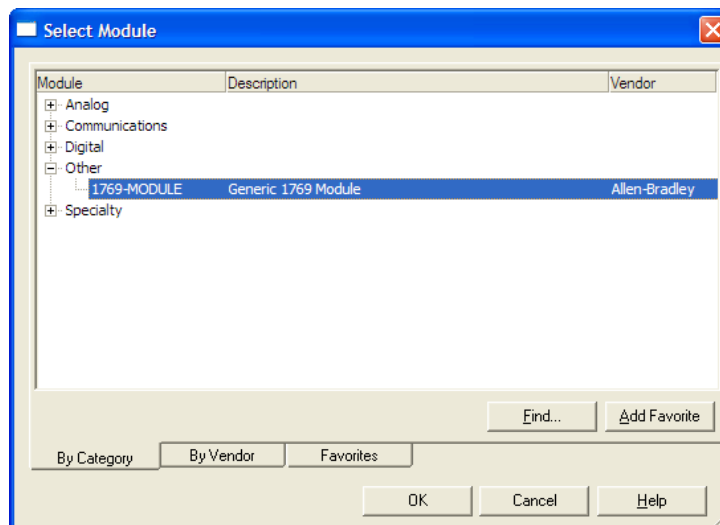 Select Module
Module Description Vendor
Analog
Communications
Digital
Other
1769-MODULE Generic 1769 Module Allen-Bradley
Specialty
Find... Add Favorite
By Category By Vendor Favorites
OK Cancel Help